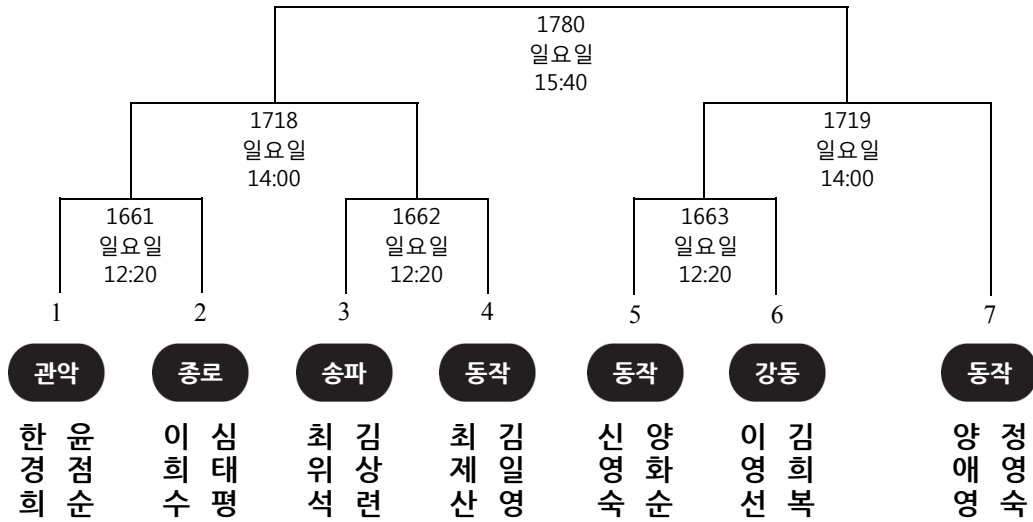 1780
일요일
15:40
1718
일요일
14:00
1719
일요일
14:00
1661
일요일
12:20
1662
일요일
12:20
1663
일요일
12:20
1 2 3 4 5 6 7
관악 종로 송파 동작 동작 강동 동작
한 윤 이 심 최 김 최 김 신 양 이 김 양 정
경 점 희 태 위 상 제 일 영 화 영 희 애 영
희 순 수 평 석 련 산 영 숙 순 선 복 영 숙